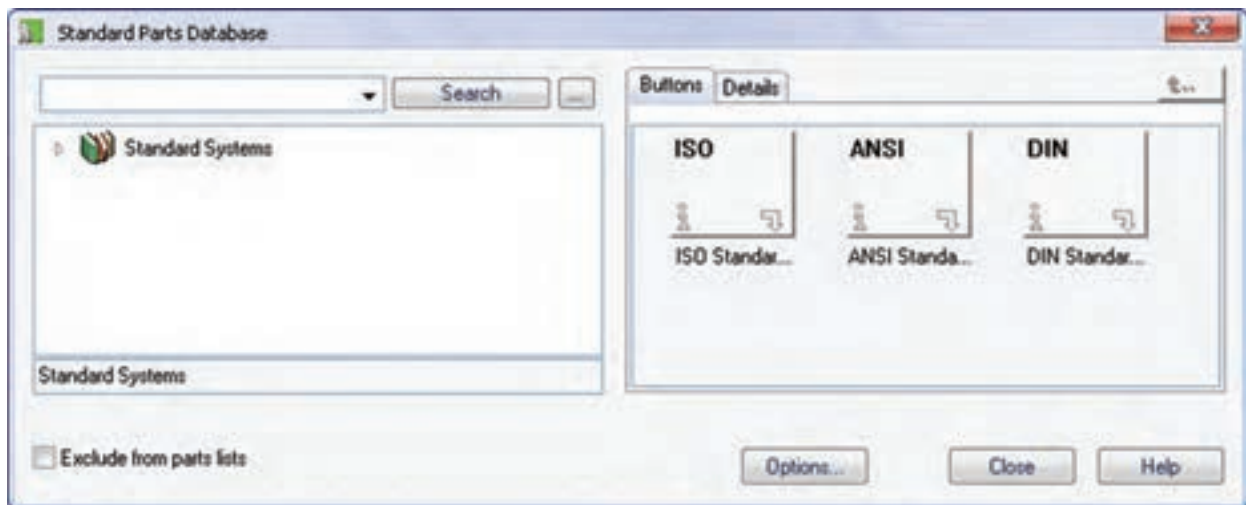 Standard Parts Database
Search
...
Buttons Details
Standard Systems
ISO
ANSI
DIN
ISO Standar...
ANSI Standa...
DIN Standar...
Standard Systems
Exclude from parts lists
Options...
Close
Help